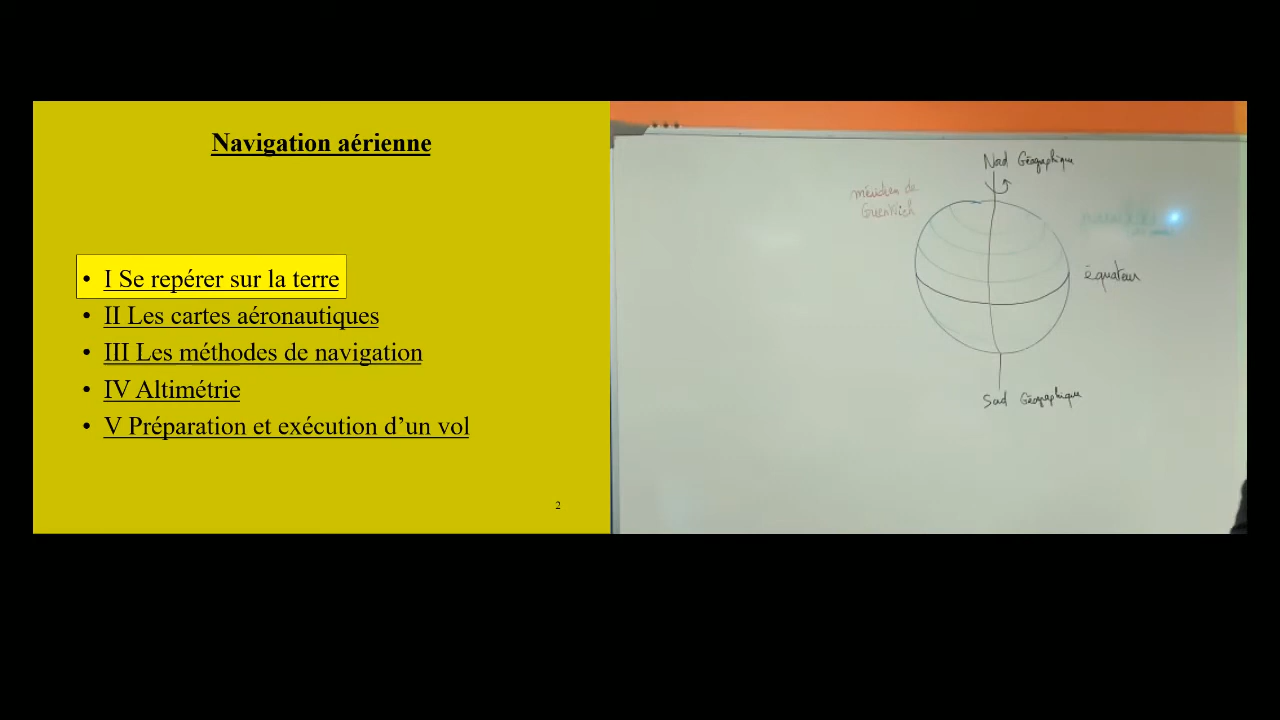 Navigation aérienne
• I Se repérer sur la terre
• II Les cartes aéronautiques
• III Les méthodes de navigation
• IV Altimétrie
• V Préparation et exécution d’un vol
2
Nord Géographique
méridien de
GreenWich
équateur
Sud Géographique